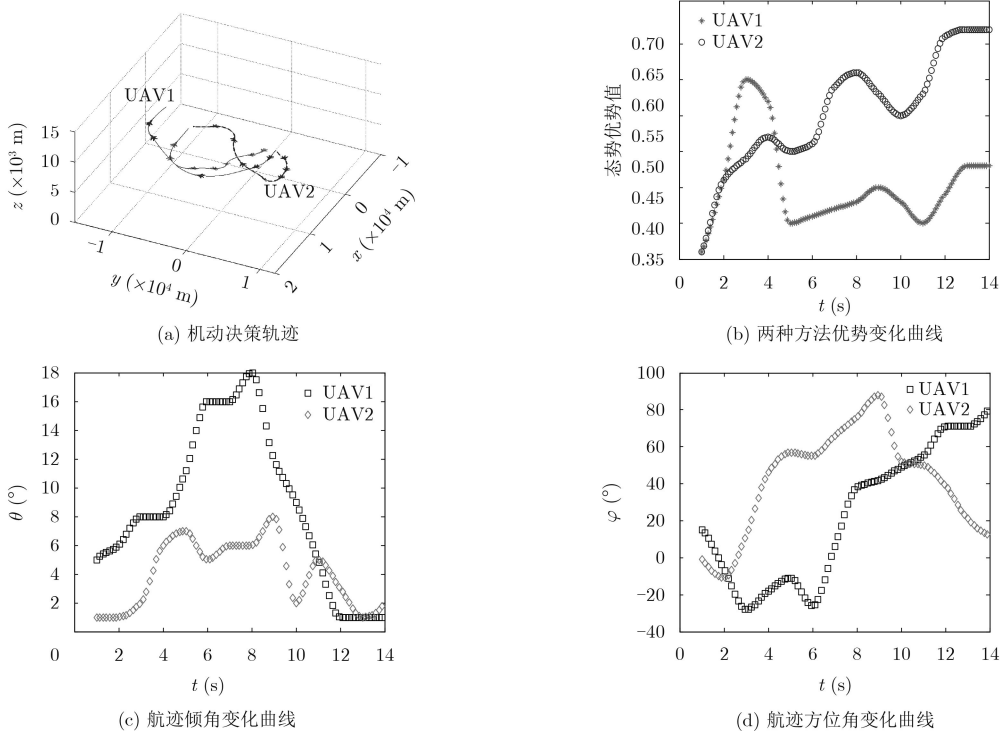 UAV1
UAV2
z (×10³ m)
15
10
5
0
−1
0
1
y (×10⁴ m)
−1
0
1
2
x (×10⁴ m)
(a) 机动决策轨迹
UAV1
UAV2
态势优势值
0.70
0.65
0.60
0.55
0.50
0.45
0.40
0.35
0 2 4 6 8 10 12 14
t (s)
(b) 两种方法优势变化曲线
UAV1
UAV2
θ (°)
18
16
14
12
10
8
6
4
2
0 2 4 6 8 10 12 14
t (s)
(c) 航迹倾角变化曲线
UAV1
UAV2
φ (°)
100
80
60
40
20
0
−20
−40
0 2 4 6 8 10 12 14
t (s)
(d) 航迹方位角变化曲线